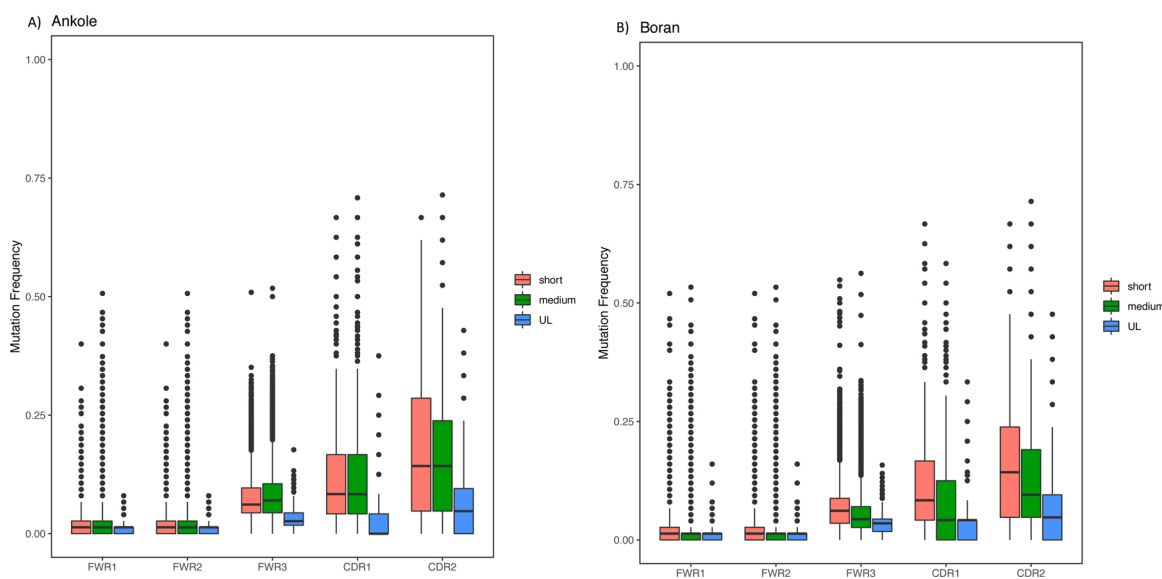 A) Ankole
1.00
0.75
0.50
0.25
0.00
Mutation Frequency
FWR1 FWR2 FWR3 CDR1 CDR2
short
medium
UL
B) Boran
1.00
0.75
0.50
0.25
0.00
Mutation Frequency
FWR1 FWR2 FWR3 CDR1 CDR2
short
medium
UL